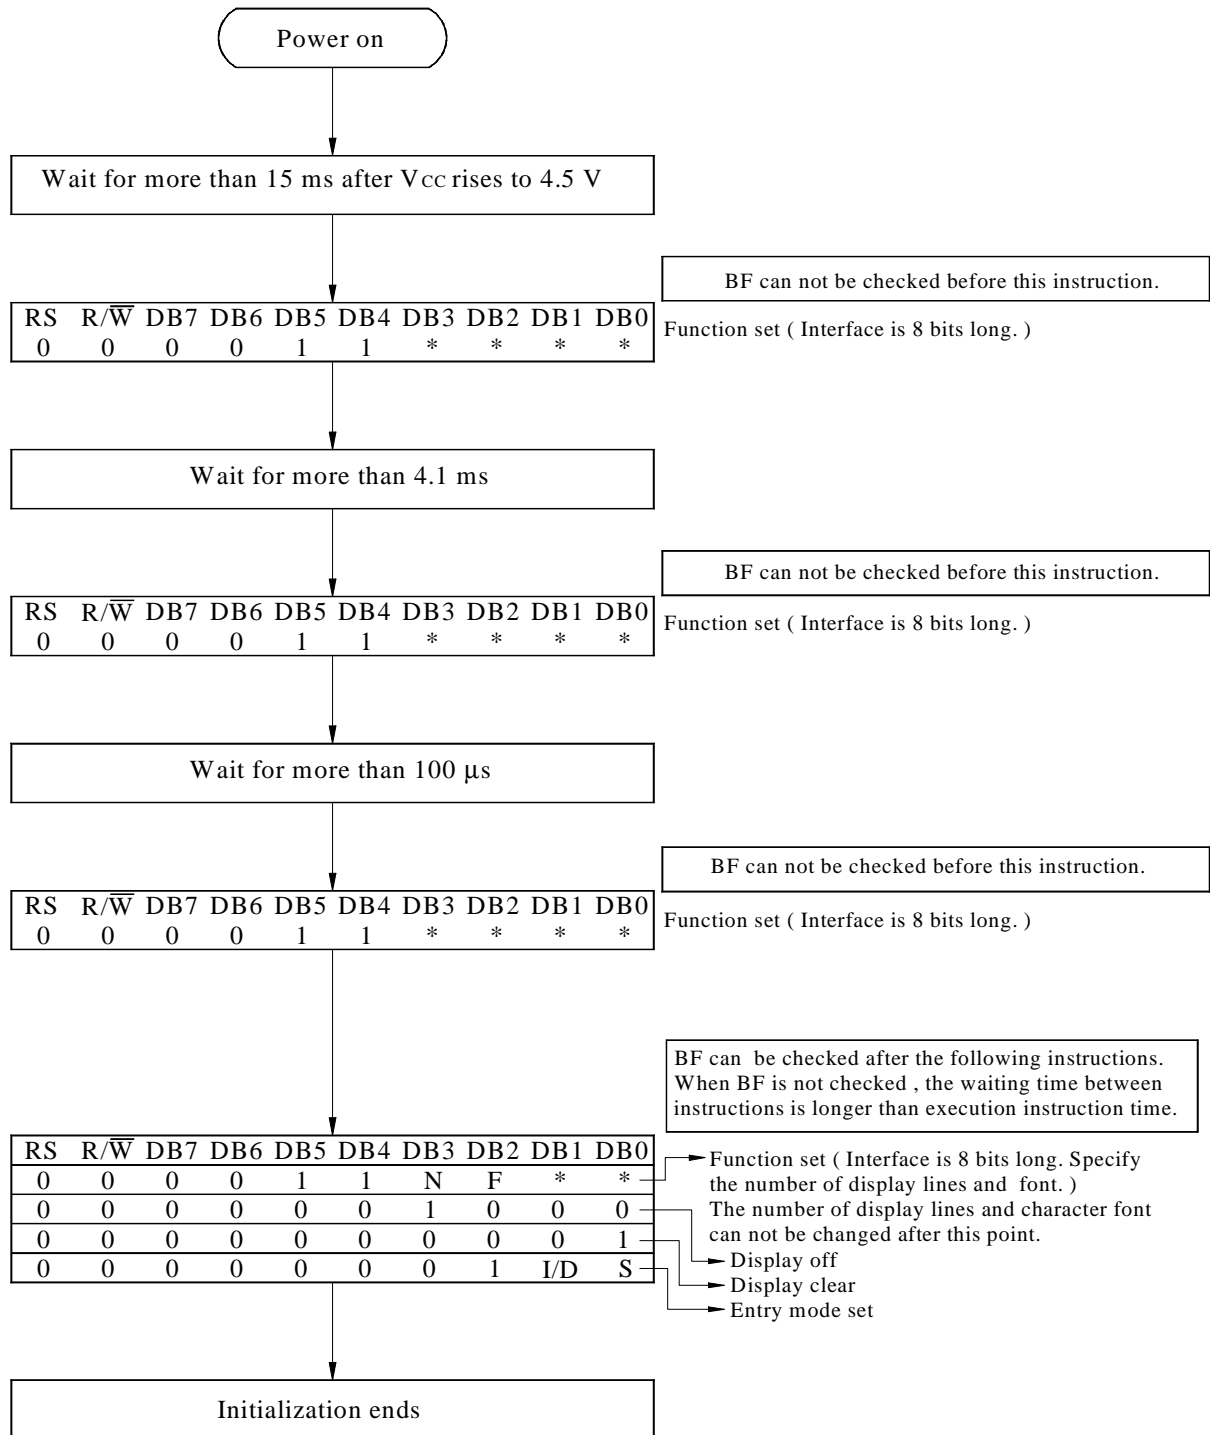 Power on
Wait for more than 15 ms after VCC rises to 4.5 V
BF can not be checked before this instruction.
RS R/W̅ DB7 DB6 DB5 DB4 DB3 DB2 DB1 DB0
Function set ( Interface is 8 bits long. )
0 0 0 0 1 1 * * * *
Wait for more than 4.1 ms
BF can not be checked before this instruction.
RS R/W̅ DB7 DB6 DB5 DB4 DB3 DB2 DB1 DB0
Function set ( Interface is 8 bits long. )
0 0 0 0 1 1 * * * *
Wait for more than 100 µs
BF can not be checked before this instruction.
RS R/W̅ DB7 DB6 DB5 DB4 DB3 DB2 DB1 DB0
Function set ( Interface is 8 bits long. )
0 0 0 0 1 1 * * * *
BF can be checked after the following instructions.
When BF is not checked , the waiting time between
instructions is longer than execution instruction time.
RS R/W̅ DB7 DB6 DB5 DB4 DB3 DB2 DB1 DB0
0 0 0 0 1 1 N F * *
0 0 0 0 0 0 1 0 0 0
0 0 0 0 0 0 0 0 0 1
0 0 0 0 0 0 0 1 I/D S
Function set ( Interface is 8 bits long. Specify
the number of display lines and font. )
The number of display lines and character font
can not be changed after this point.
Display off
Display clear
Entry mode set
Initialization ends